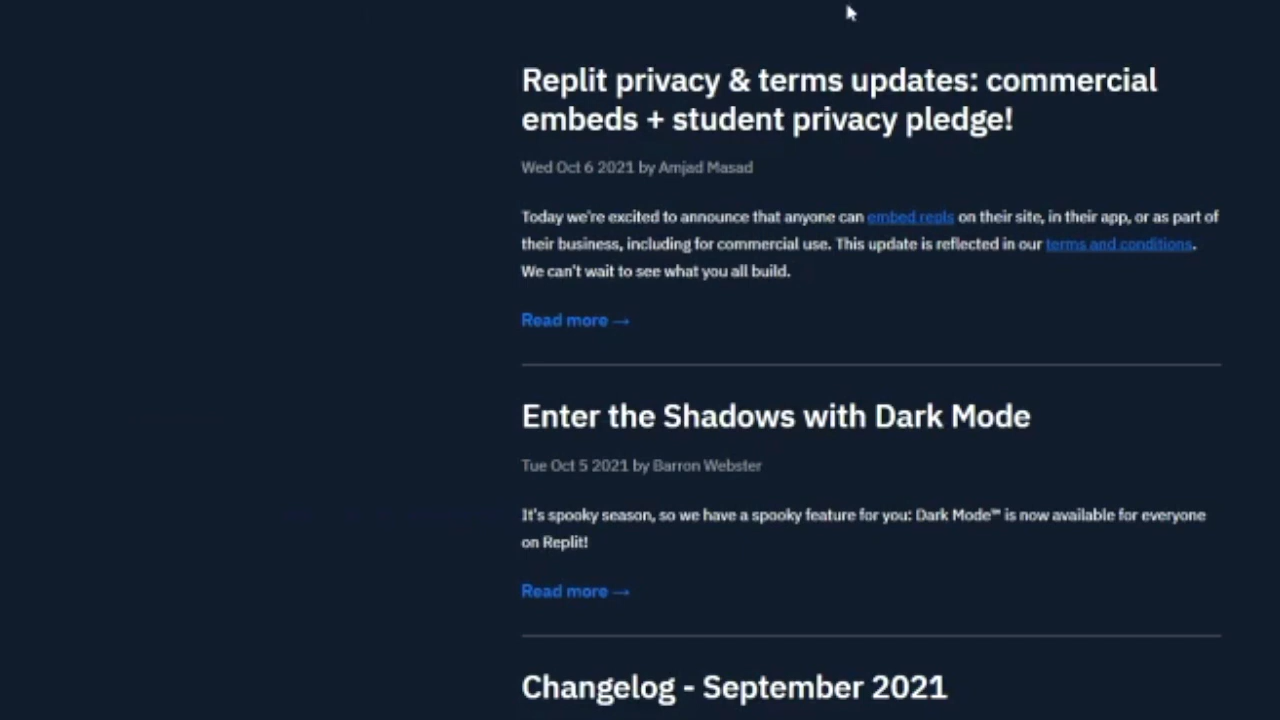 Replit privacy & terms updates: commercial
embeds + student privacy pledge!
Wed Oct 6 2021 by Amjad Masad
Today we're excited to announce that anyone can embed repls on their site, in their app, or as part of
their business, including for commercial use. This update is reflected in our terms and conditions.
We can't wait to see what you all build.
Read more →
Enter the Shadows with Dark Mode
Tue Oct 5 2021 by Barron Webster
It's spooky season, so we have a spooky feature for you: Dark Mode™ is now available for everyone
on Replit!
Read more →
Changelog - September 2021